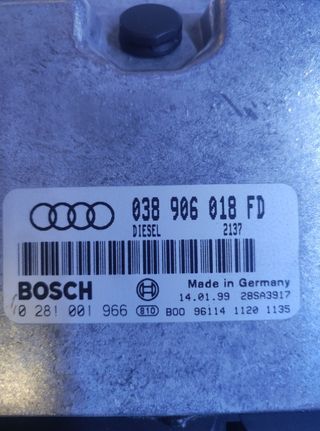 038 906 018 FD
DIESEL 2137
BOSCH Made in Germany
14.01.99 28SA3917
0 281 001 966 810 B00 96114 1120 1135